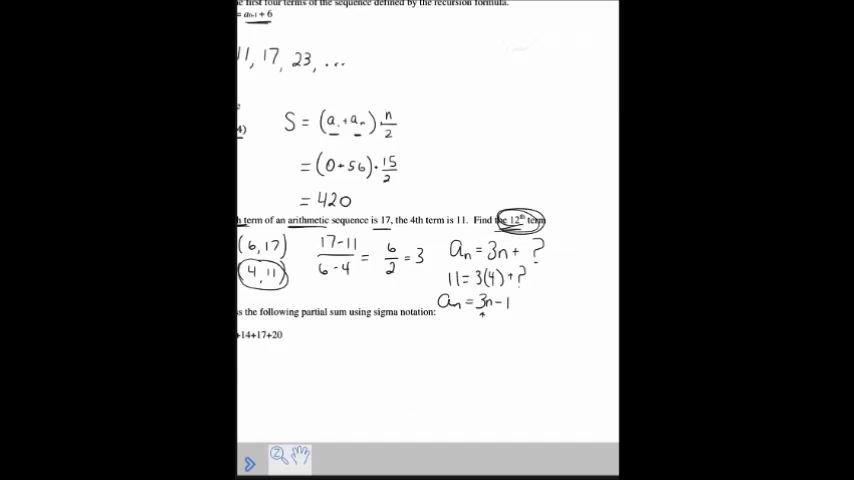 e first four terms of the sequence defined by the recursion formula.
= an-1 + 6
11, 17, 23, ...
4)
S = (a1 + an) · n/2
= (0+56) · 15/2
= 420
h term of an arithmetic sequence is 17, the 4th term is 11. Find the 12th term
(6,17) 17-11/6-4 = 6/2 = 3 an = 3n + ?
(4,11) 11 = 3(4) + ?
an = 3n - 1
s the following partial sum using sigma notation:
+14+17+20